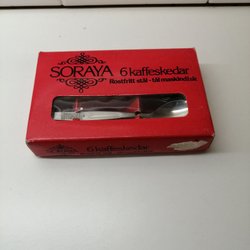 SORAYA 6 kaffeskedar
Rostfritt stål - tål maskindisk
6 kaffeskedar